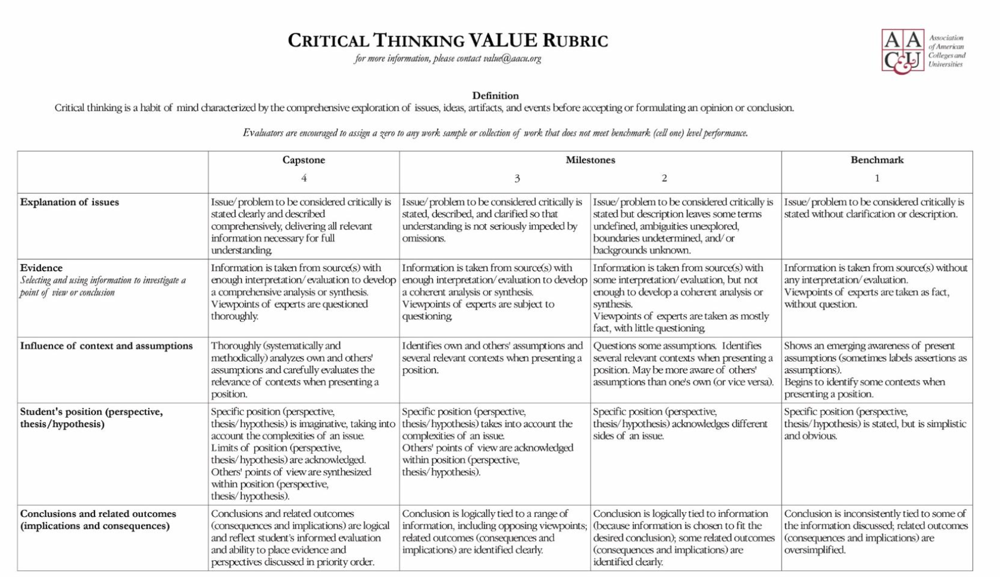 CRITICAL THINKING VALUE RUBRIC
for more information, please contact value@aacu.org
AA
C&U
Association
of American
Colleges and
Universities
Definition
Critical thinking is a habit of mind characterized by the comprehensive exploration of issues, ideas, artifacts, and events before accepting or formulating an opinion or conclusion.
Evaluators are encouraged to assign a zero to any work sample or collection of work that does not meet benchmark (cell one) level performance.
Capstone
4
Milestones
3
2
Benchmark
1
Explanation of issues
Issue/problem to be considered critically is
stated clearly and described
comprehensively, delivering all relevant
information necessary for full
understanding.
Issue/problem to be considered critically is
stated, described, and clarified so that
understanding is not seriously impeded by
omissions.
Issue/problem to be considered critically is
stated but description leaves some terms
undefined, ambiguities unexplored,
boundaries undetermined, and/or
backgrounds unknown.
Issue/problem to be considered critically is
stated without clarification or description.
Evidence
Selecting and using information to investigate a
point of view or conclusion
Information is taken from source(s) with
enough interpretation/evaluation to develop
a comprehensive analysis or synthesis.
Viewpoints of experts are questioned
thoroughly.
Information is taken from source(s) with
enough interpretation/evaluation to develop
a coherent analysis or synthesis.
Viewpoints of experts are subject to
questioning.
Information is taken from source(s) with
some interpretation/evaluation, but not
enough to develop a coherent analysis or
synthesis.
Viewpoints of experts are taken as mostly
fact, with little questioning.
Information is taken from source(s) without
any interpretation/evaluation.
Viewpoints of experts are taken as fact,
without question.
Influence of context and assumptions
Thoroughly (systematically and
methodically) analyzes own and others'
assumptions and carefully evaluates the
relevance of contexts when presenting a
position.
Identifies own and others' assumptions and
several relevant contexts when presenting a
position.
Questions some assumptions. Identifies
several relevant contexts when presenting a
position. May be more aware of others'
assumptions than one's own (or vice versa).
Shows an emerging awareness of present
assumptions (sometimes labels assertions as
assumptions).
Begins to identify some contexts when
presenting a position.
Student's position (perspective,
thesis/hypothesis)
Specific position (perspective,
thesis/hypothesis) is imaginative, taking into
account the complexities of an issue.
Limits of position (perspective,
thesis/hypothesis) are acknowledged.
Others' points of view are synthesized
within position (perspective,
thesis/hypothesis).
Specific position (perspective,
thesis/hypothesis) takes into account the
complexities of an issue.
Others' points of view are acknowledged
within position (perspective,
thesis/hypothesis).
Specific position (perspective,
thesis/hypothesis) acknowledges different
sides of an issue.
Specific position (perspective,
thesis/hypothesis) is stated, but is simplistic
and obvious.
Conclusions and related outcomes
(implications and consequences)
Conclusions and related outcomes
(consequences and implications) are logical
and reflect student's informed evaluation
and ability to place evidence and
perspectives discussed in priority order.
Conclusion is logically tied to a range of
information, including opposing viewpoints;
related outcomes (consequences and
implications) are identified clearly.
Conclusion is logically tied to information
(because information is chosen to fit the
desired conclusion); some related outcomes
(consequences and implications) are
identified clearly.
Conclusion is inconsistently tied to some of
the information discussed; related outcomes
(consequences and implications) are
oversimplified.